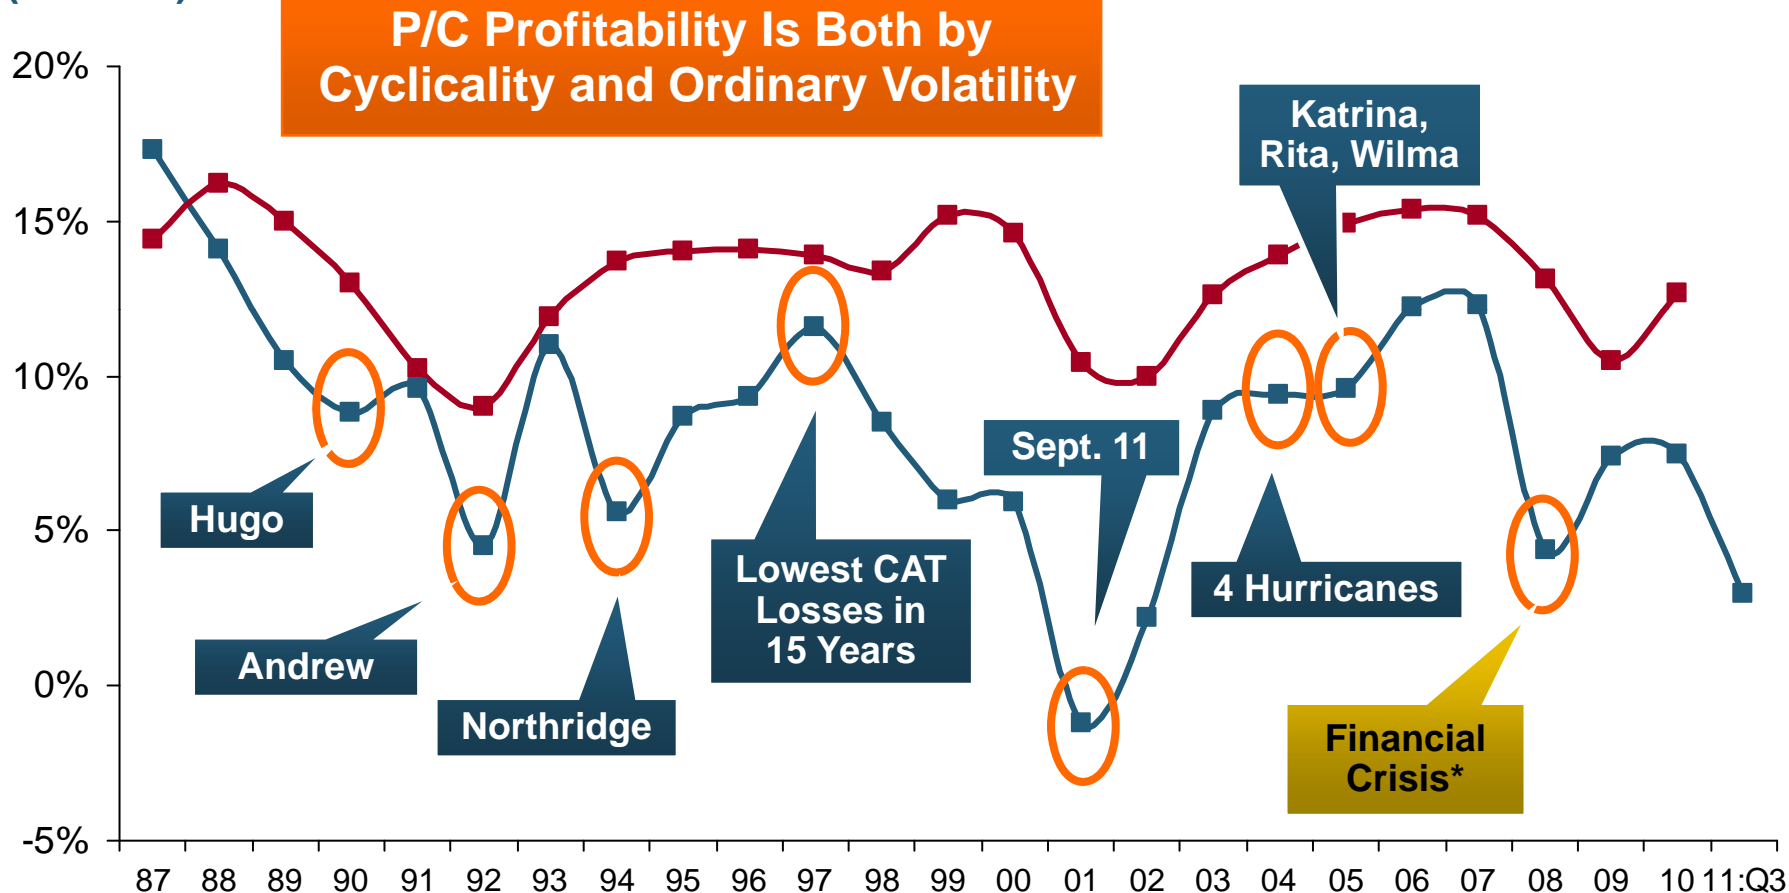 P/C Profitability Is Both by
Cyclicality and Ordinary Volatility
20%
15%
10%
5%
0%
-5%
Katrina,
Rita, Wilma
Sept. 11
Hugo
Lowest CAT
Losses in
15 Years
4 Hurricanes
Andrew
Northridge
Financial
Crisis*
87 88 89 90 91 92 93 94 95 96 97 98 99 00 01 02 03 04 05 06 07 08 09 10 11:Q3